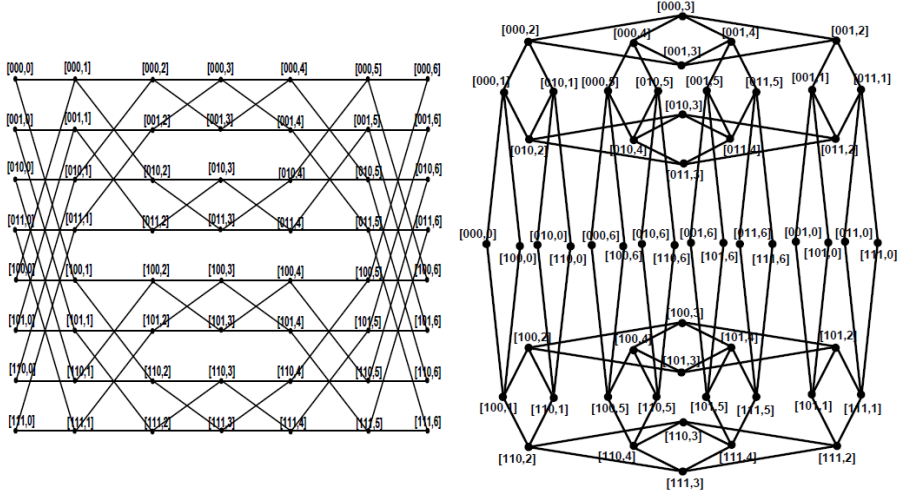 [000,0] [000,1] [000,2] [000,3] [000,4] [000,5] [000,6]
[001,0] [001,1] [001,2] [001,3] [001,4] [001,5] [001,6]
[010,0] [010,1] [010,2] [010,3] [010,4] [010,5] [010,6]
[011,0] [011,1] [011,2] [011,3] [011,4] [011,5] [011,6]
[100,0] [100,1] [100,2] [100,3] [100,4] [100,5] [100,6]
[101,0] [101,1] [101,2] [101,3] [101,4] [101,5] [101,6]
[110,0] [110,1] [110,2] [110,3] [110,4] [110,5] [110,6]
[111,0] [111,1] [111,2] [111,3] [111,4] [111,5] [111,6]
[000,3]
[000,2] [000,4] [001,4] [001,2]
[001,3]
[000,1] [010,1] [000,5] [010,5] [001,5] [011,5] [001,1] [011,1]
[010,3]
[010,2] [010,4] [011,4] [011,2]
[011,3]
[000,0] [010,0] [000,6] [010,6] [001,6] [011,6] [001,0] [011,0]
[100,0] [110,0] [100,6] [110,6] [101,6] [111,6] [101,0] [111,0]
[100,3]
[100,2] [100,4] [101,4] [101,2]
[101,3]
[100,1] [110,1] [100,5] [110,5] [101,5] [111,5] [101,1] [111,1]
[110,3]
[110,2] [110,4] [111,4] [111,2]
[111,3]